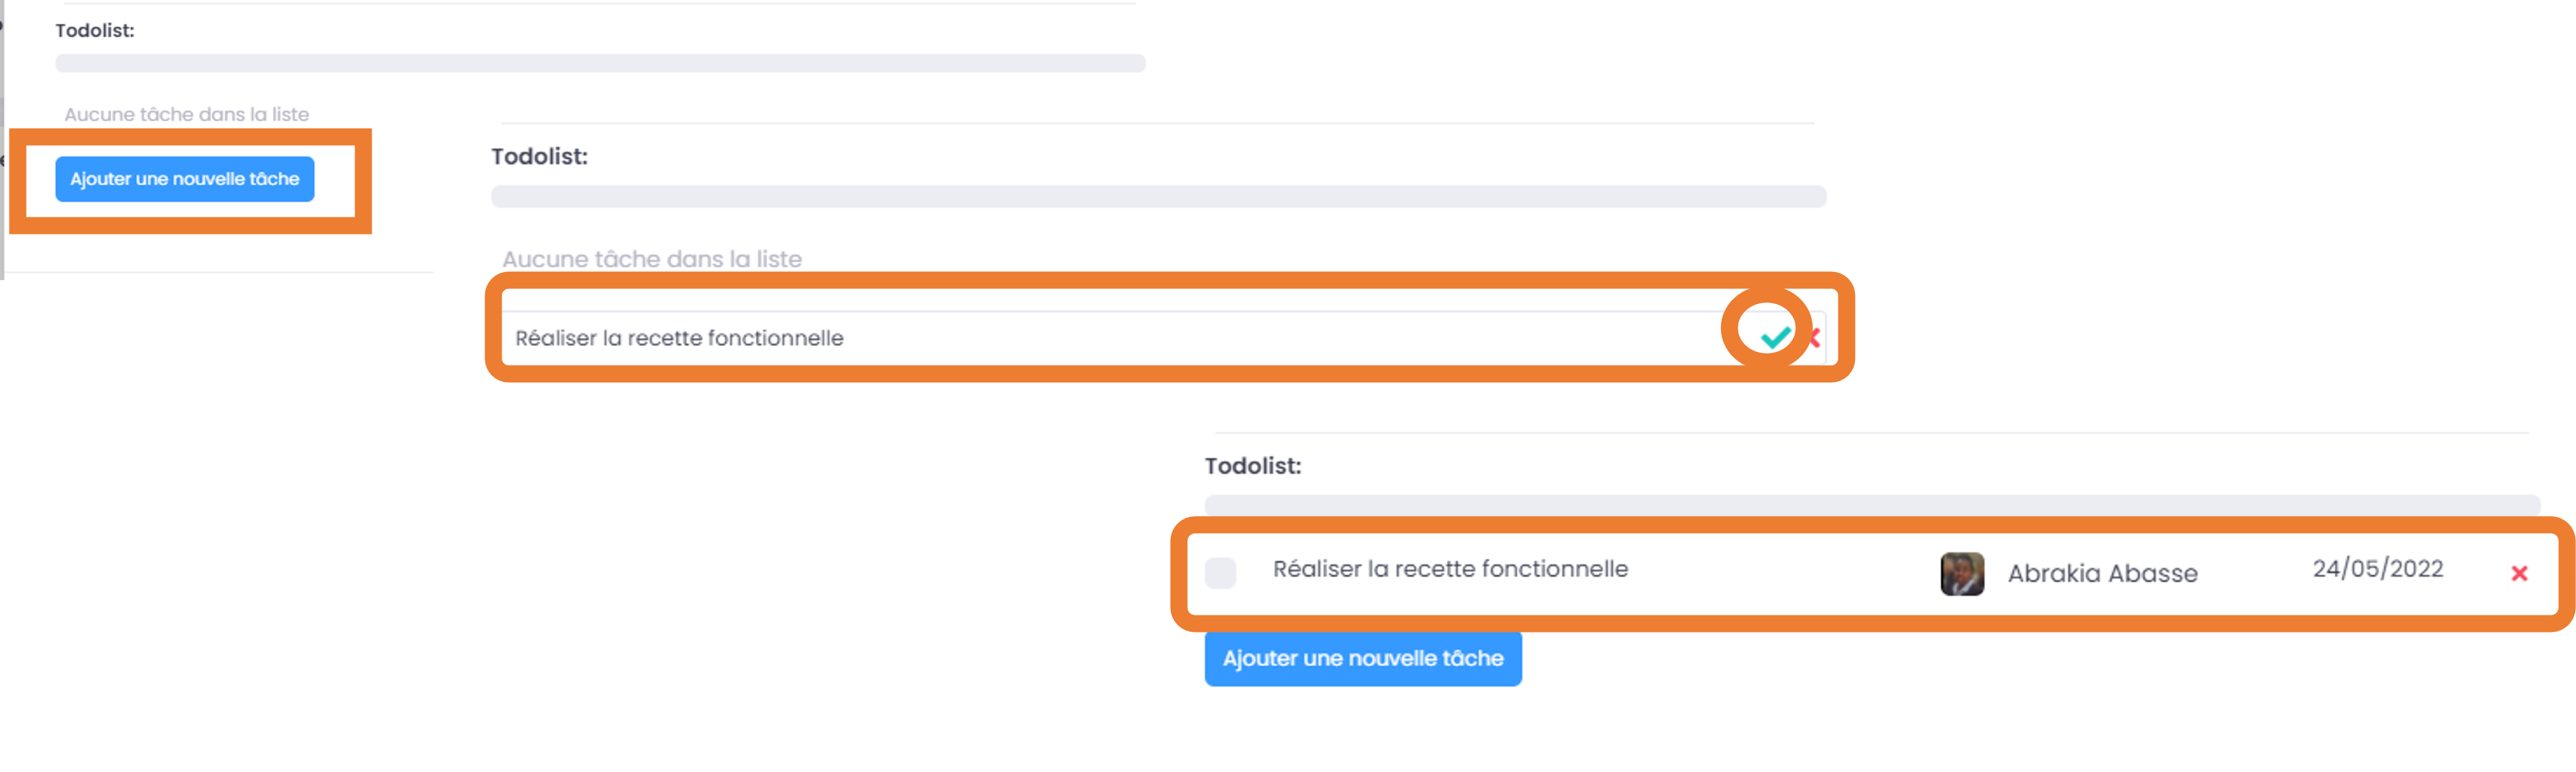 Todolist:
Aucune tâche dans la liste
Ajouter une nouvelle tâche
Todolist:
Aucune tâche dans la liste
Réaliser la recette fonctionnelle
Todolist:
Réaliser la recette fonctionnelle Abrakia Abasse 24/05/2022
Ajouter une nouvelle tâche